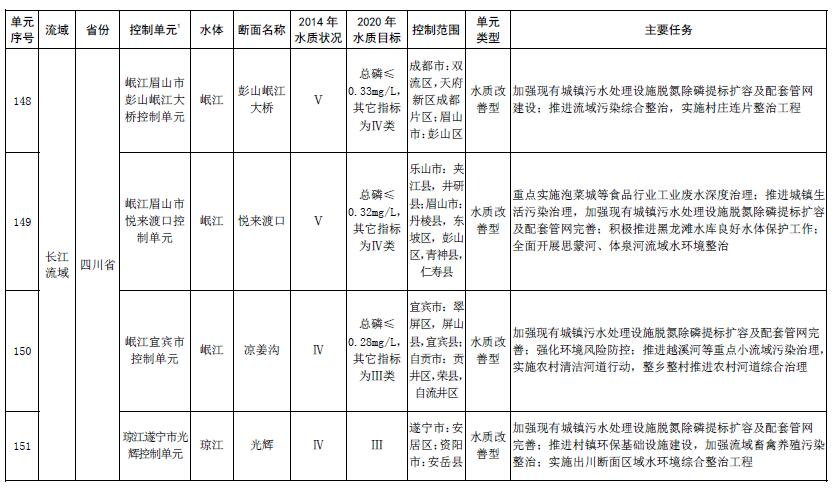 单元
序号
流域
省份
控制单元1
水体
断面名称
2014 年
水质状况
2020 年
水质目标
控制范围
单元
类型
主要任务
长江
流域
四川省
148
岷江眉山市
彭山岷江大
桥控制单元
岷江
彭山岷江
大桥
Ⅴ
总磷≤
0.33mg/L,
其它指标
为Ⅳ类
成都市：双
流区,天府
新区成都
片区；眉山
市：彭山区
水质改
善型
加强现有城镇污水处理设施脱氮除磷提标扩容及配套管网
建设；推进流域污染综合整治，实施村庄连片整治工程
149
岷江眉山市
悦来渡口控
制单元
岷江
悦来渡口
Ⅴ
总磷≤
0.32mg/L,
其它指标
为Ⅳ类
乐山市：夹
江县，井研
县；眉山市：
丹棱县，东
坡区，彭山
区,青神县，
仁寿县
水质改
善型
重点实施泡菜城等食品行业工业废水深度治理；推进城镇生
活污染治理，加强现有城镇污水处理设施脱氮除磷提标扩容
及配套管网完善；积极推进黑龙滩水库良好水体保护工作；
全面开展思蒙河、体泉河流域水环境整治
150
岷江宜宾市
控制单元
岷江
凉姜沟
Ⅳ
总磷≤
0.28mg/L,
其它指标
为Ⅲ类
宜宾市：翠
屏区，屏山
县,宜宾县；
自贡市：贡
井区,荣县，
自流井区
水质改
善型
加强现有城镇污水处理设施脱氮除磷提标扩容及配套管网完
善；强化环境风险防控；推进越溪河等重点小流域污染治理，
实施农村清洁河道行动，整乡整村推进农村河道综合治理
151
琼江遂宁市光
辉控制单元
琼江
光辉
Ⅳ
Ⅲ
遂宁市：安
居区；资阳
市：安岳县
水质改
善型
加强现有城镇污水处理设施脱氮除磷提标扩容及配套管网
完善；推进村镇环保基础设施建设，加强流域畜禽养殖污染
整治；实施出川断面区域水环境综合整治工程